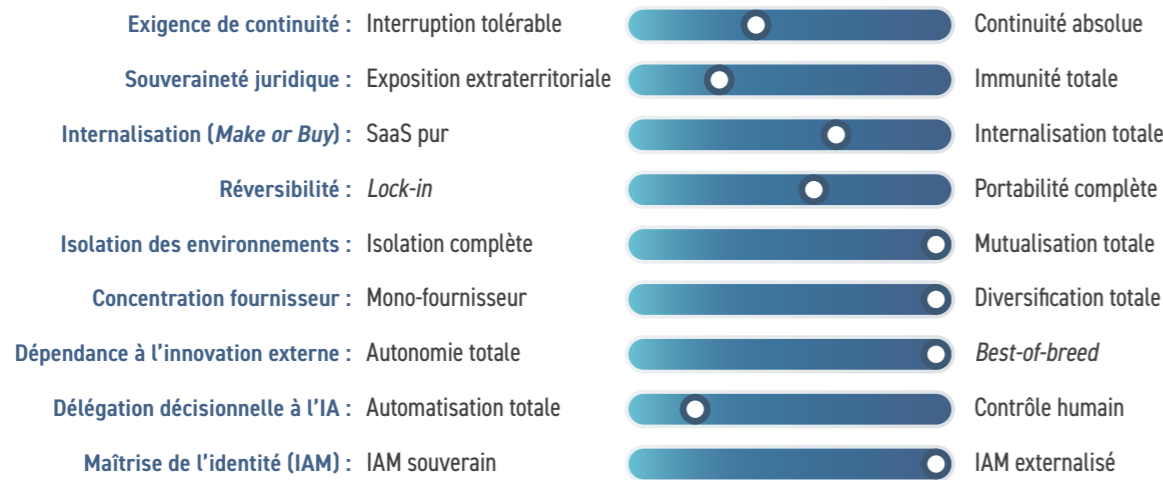 Exigence de continuité : Interruption tolérable Continuité absolue
Souveraineté juridique : Exposition extraterritoriale Immunité totale
Internalisation (Make or Buy) : SaaS pur Internalisation totale
Réversibilité : Lock-in Portabilité complète
Isolation des environnements : Isolation complète Mutualisation totale
Concentration fournisseur : Mono-fournisseur Diversification totale
Dépendance à l’innovation externe : Autonomie totale Best-of-breed
Délégation décisionnelle à l’IA : Automatisation totale Contrôle humain
Maîtrise de l’identité (IAM) : IAM souverain IAM externalisé